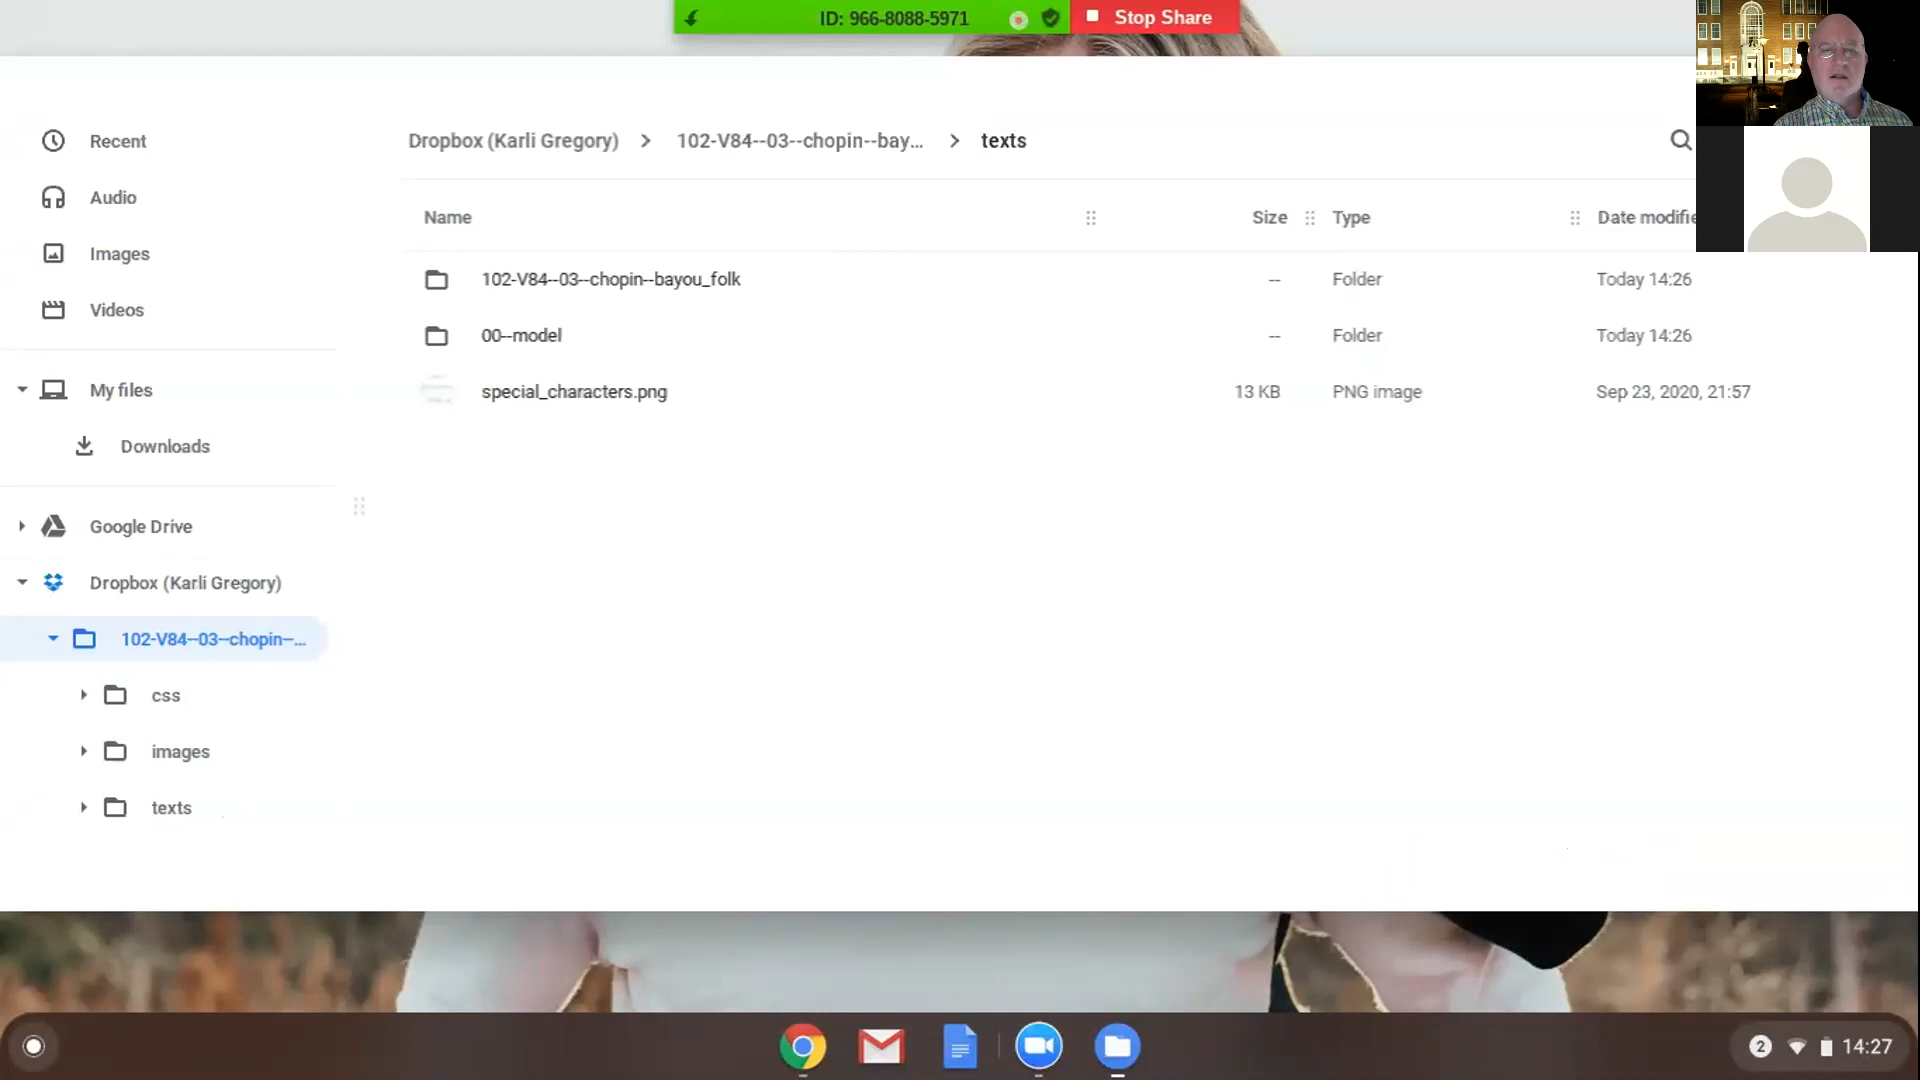 ID: 966-8088-5971 Stop Share
Recent
Audio
Images
Videos
My files
Downloads
Google Drive
Dropbox (Karli Gregory)
102-V84--03--chopin--...
css
images
texts
Dropbox (Karli Gregory) > 102-V84--03--chopin--bay... > texts
Name Size Type Date modifie
102-V84--03--chopin--bayou_folk -- Folder Today 14:26
00--model -- Folder Today 14:26
special_characters.png 13 KB PNG image Sep 23, 2020, 21:57
2 14:27